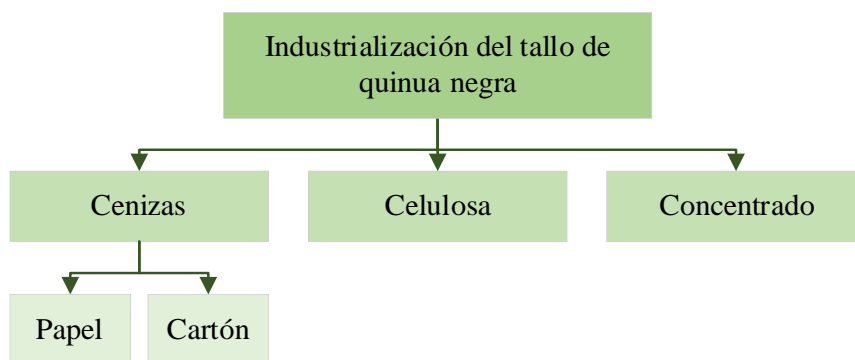 Industrialización del tallo de
quinua negra
Cenizas
Celulosa
Concentrado
Papel
Cartón